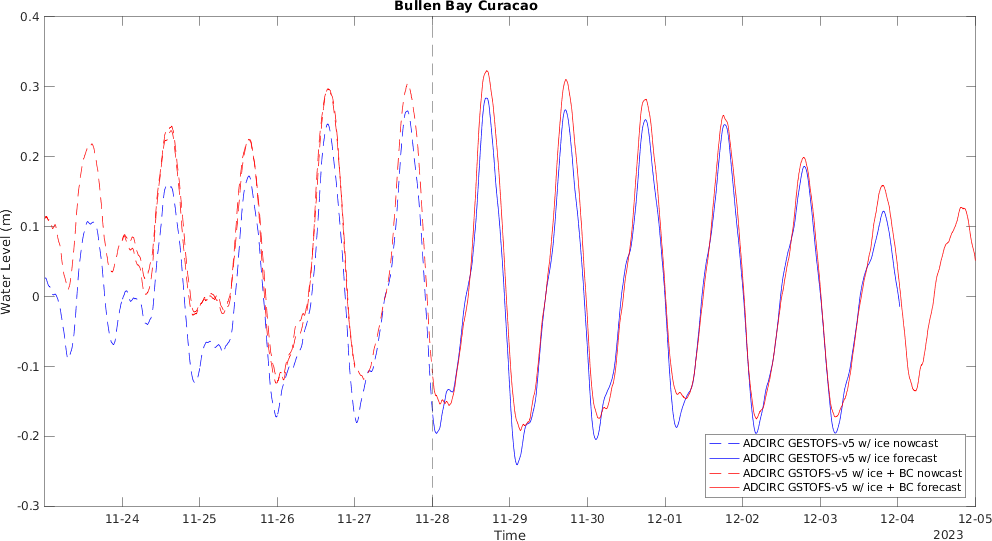 Bullen Bay Curacao
0.4
0.3
0.2
0.1
0
-0.1
-0.2
-0.3
Water Level (m)
ADCIRC GESTOFS-v5 w/ ice nowcast
ADCIRC GESTOFS-v5 w/ ice forecast
ADCIRC GSTOFS-v5 w/ ice + BC nowcast
ADCIRC GSTOFS-v5 w/ ice + BC forecast
11-24 11-25 11-26 11-27 11-28 11-29 11-30 12-01 12-02 12-03 12-04 12-05
Time
2023